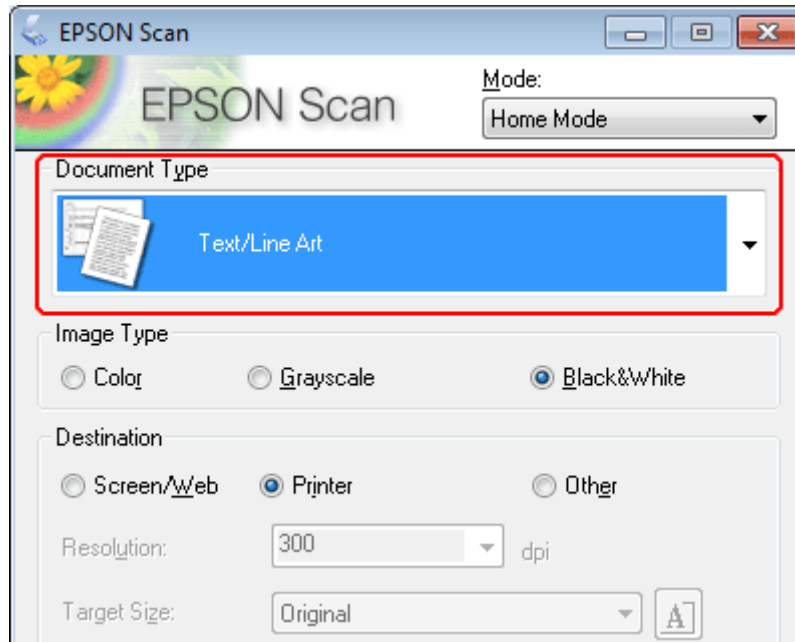 EPSON Scan
EPSON Scan
Mode:
Home Mode
Document Type
Text/Line Art
Image Type
Color Grayscale Black&White
Destination
Screen/Web Printer Other
Resolution: 300 dpi
Target Size: Original A